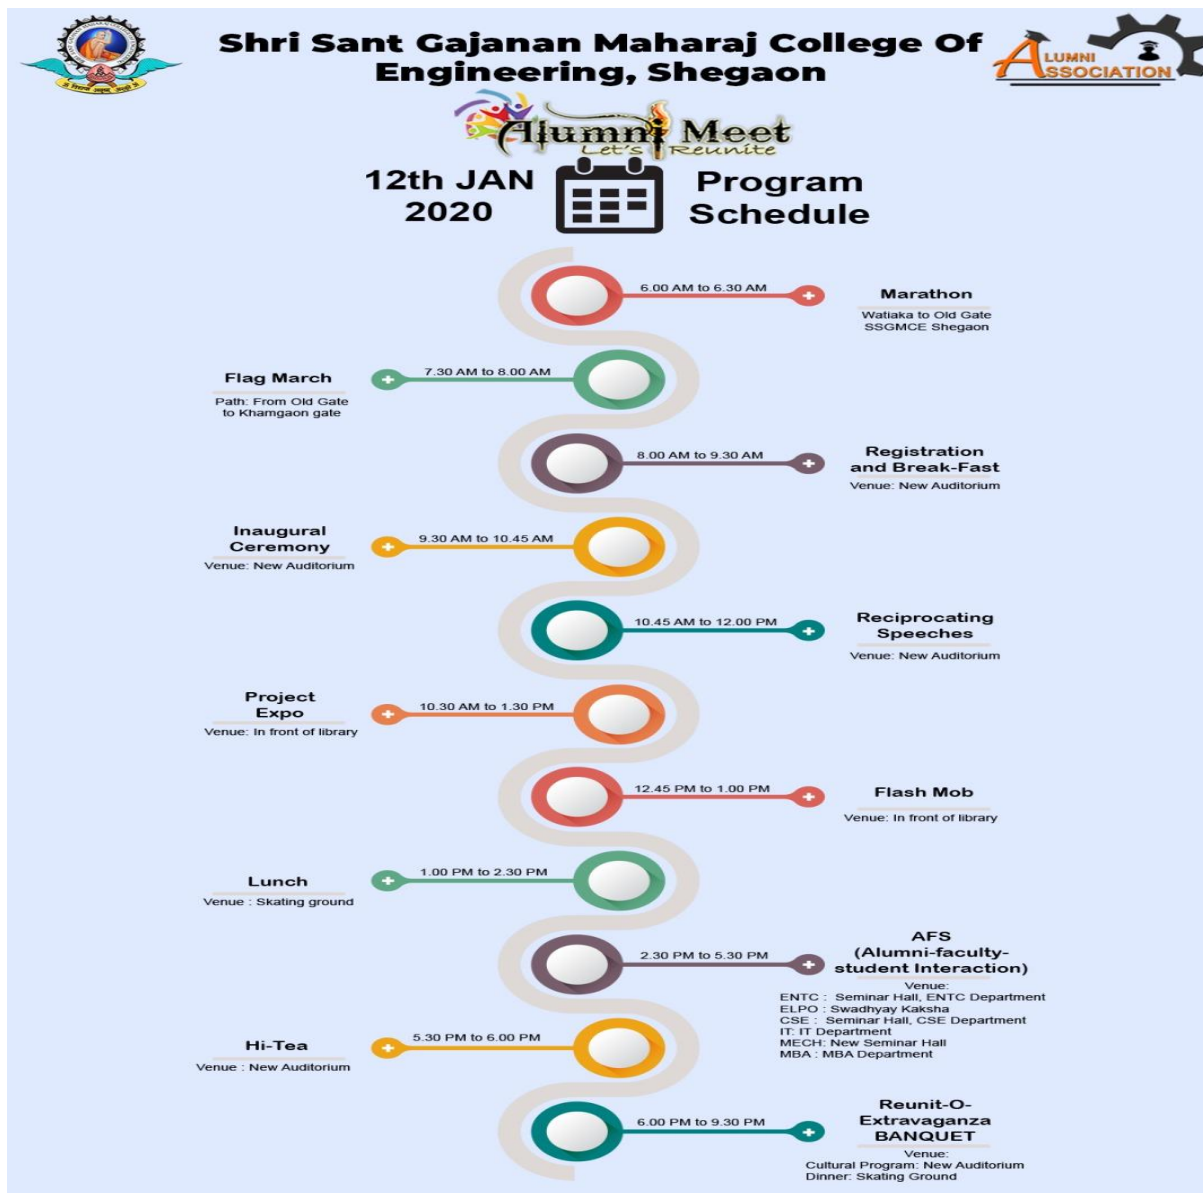 Shri Sant Gajanan Maharaj College Of
Engineering, Shegaon
ALUMNI
ASSOCIATION
Alumni Meet
Let's Reunite
12th JAN
2020
Program
Schedule
6.00 AM to 6.30 AM
Marathon
Watiaka to Old Gate
SSGMCE Shegaon
7.30 AM to 8.00 AM
Flag March
Path: From Old Gate
to Khamgaon gate
8.00 AM to 9.30 AM
Registration
and Break-Fast
Venue: New Auditorium
9.30 AM to 10.45 AM
Inaugural
Ceremony
Venue: New Auditorium
10.45 AM to 12.00 PM
Reciprocating
Speeches
Venue: New Auditorium
10.30 AM to 1.30 PM
Project
Expo
Venue: In front of library
12.45 PM to 1.00 PM
Flash Mob
Venue: In front of library
1.00 PM to 2.30 PM
Lunch
Venue : Skating ground
2.30 PM to 5.30 PM
AFS
(Alumni-faculty-
student Interaction)
Venue:
ENTC : Seminar Hall, ENTC Department
ELPO : Swadhyay Kaksha
CSE : Seminar Hall, CSE Department
IT: IT Department
MECH: New Seminar Hall
MBA : MBA Department
5.30 PM to 6.00 PM
Hi-Tea
Venue : New Auditorium
6.00 PM to 9.30 PM
Reunit-O-
Extravaganza
BANQUET
Venue:
Cultural Program: New Auditorium
Dinner: Skating Ground